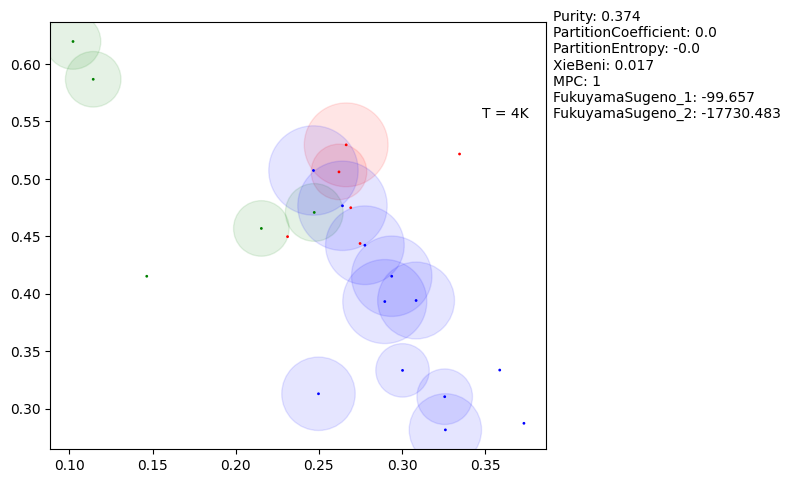 Purity: 0.374
PartitionCoefficient: 0.0
PartitionEntropy: -0.0
XieBeni: 0.017
MPC: 1
FukuyamaSugeno_1: -99.657
FukuyamaSugeno_2: -17730.483
T = 4K
0.60
0.55
0.50
0.45
0.40
0.35
0.30
0.10
0.15
0.20
0.25
0.30
0.35